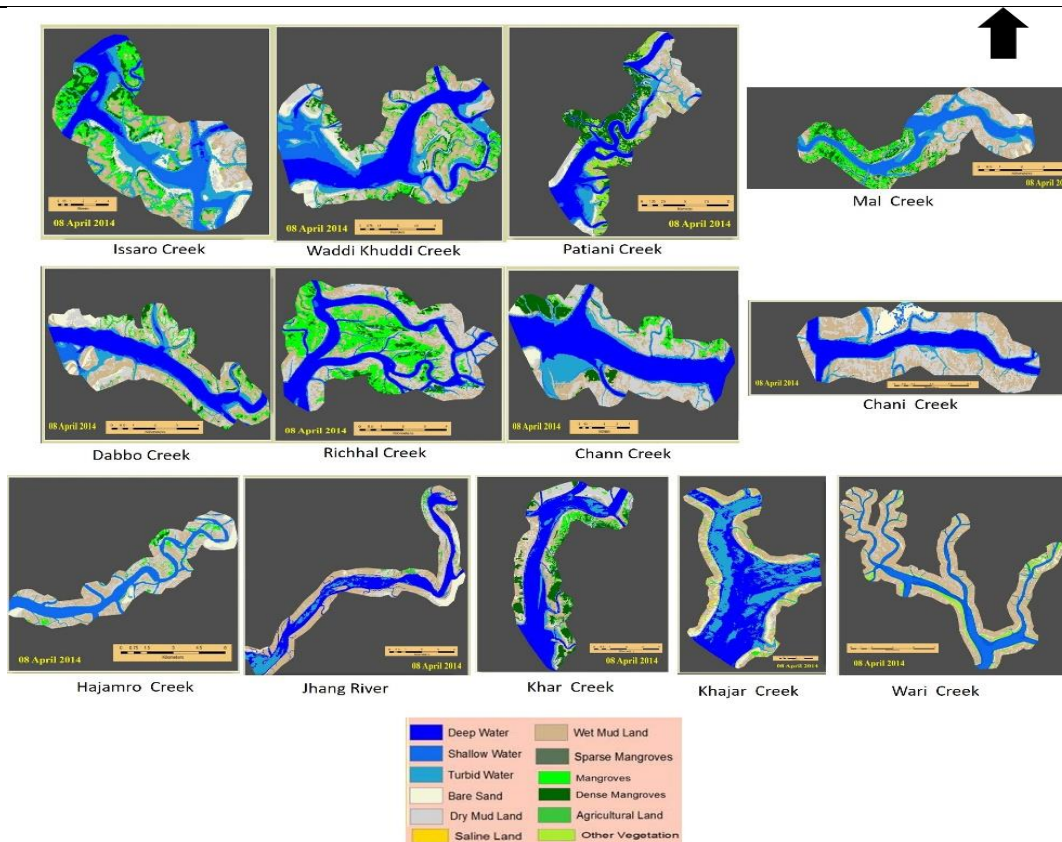 08 April 2014
08 April 2014
08 April 2014
08 April 20
Issaro Creek
Waddi Khuddi Creek
Patiani Creek
Mal Creek
08 April 2014
08 April 2014
08 April 2014
08 April 2014
Dabbo Creek
Richhal Creek
Chann Creek
Chani Creek
08 April 2014
08 April 2014
08 April 2014
08 April 2014
08 April 2014
Hajamro Creek
Jhang River
Khar Creek
Khajar Creek
Wari Creek
Deep Water
Wet Mud Land
Shallow Water
Sparse Mangroves
Turbid Water
Mangroves
Bare Sand
Dense Mangroves
Dry Mud Land
Agricultural Land
Saline Land
Other Vegetation